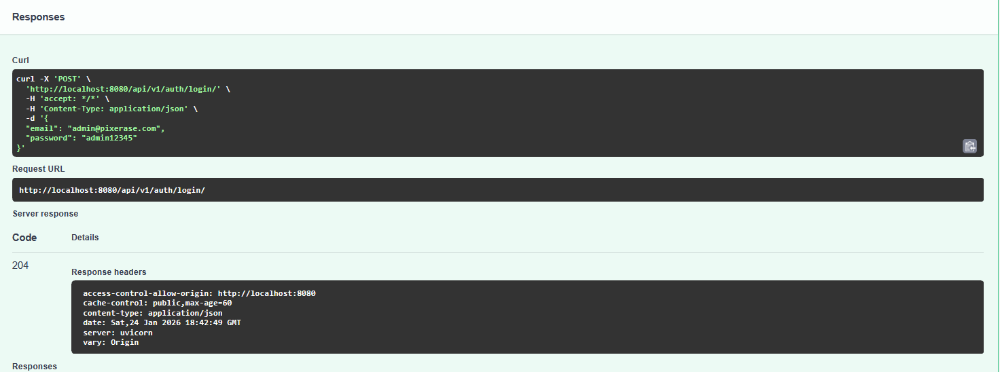 Responses
Curl
curl -X 'POST' \
  'http://localhost:8080/api/v1/auth/login/' \
  -H 'accept: */*' \
  -H 'Content-Type: application/json' \
  -d '{
  "email": "admin@pixerase.com",
  "password": "admin12345"
}'
Request URL
http://localhost:8080/api/v1/auth/login/
Server response
Code Details
204
Response headers
access-control-allow-origin: http://localhost:8080
cache-control: public,max-age=60
content-type: application/json
date: Sat,24 Jan 2026 18:42:49 GMT
server: uvicorn
vary: Origin
Responses